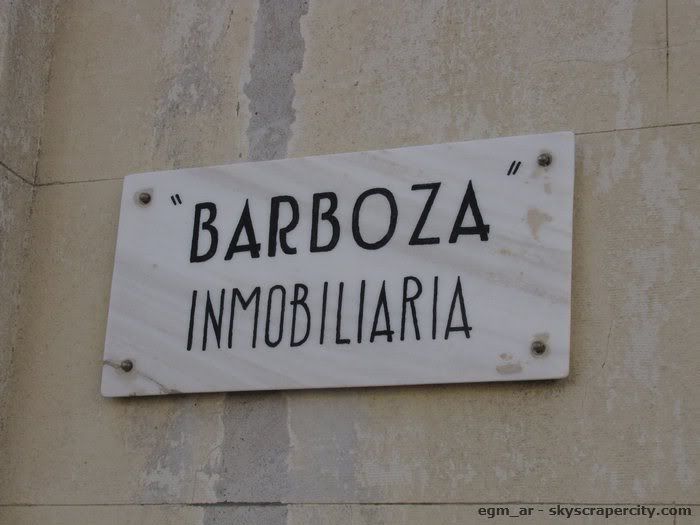 "BARBOZA"
INMOBILIARIA
egm_ar - skyscrapercity.com